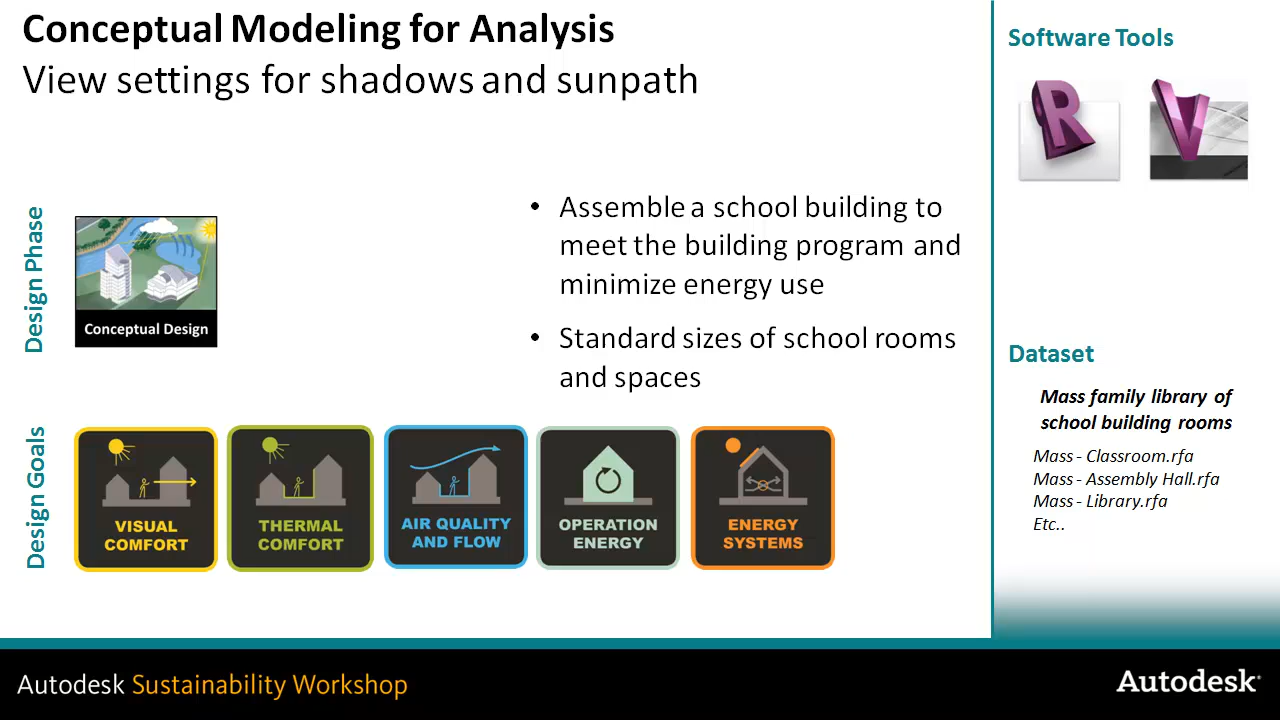 Conceptual Modeling for Analysis
View settings for shadows and sunpath
Design Phase
Conceptual Design
• Assemble a school building to
meet the building program and
minimize energy use
• Standard sizes of school rooms
and spaces
Design Goals
VISUAL
COMFORT
THERMAL
COMFORT
AIR QUALITY
AND FLOW
OPERATION
ENERGY
ENERGY
SYSTEMS
Software Tools
R
V
Dataset
Mass family library of
school building rooms
Mass - Classroom.rfa
Mass - Assembly Hall.rfa
Mass - Library.rfa
Etc..
Autodesk Sustainability Workshop
Autodesk